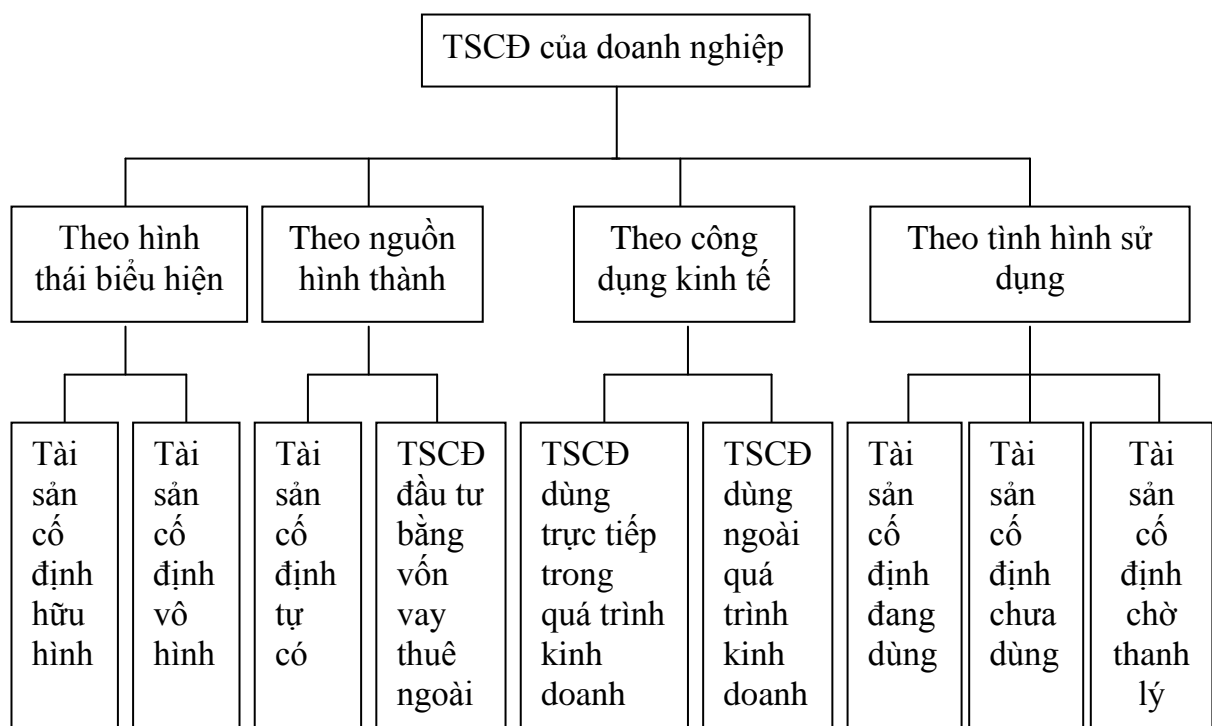 TSCĐ của doanh nghiệp
Theo hình
thái biểu hiện
Theo nguồn
hình thành
Theo công
dụng kinh tế
Theo tình hình sử
dụng
Tài
sản
cố
định
hữu
hình
Tài
sản
cố
định
vô
hình
Tài
sản
cố
định
tự
có
TSCĐ
đầu tư
bằng
vốn
vay
thuê
ngoài
TSCĐ
dùng
trực tiếp
trong
quá trình
kinh
doanh
TSCĐ
dùng
ngoài
quá
trình
kinh
doanh
Tài
sản
cố
định
đang
dùng
Tài
sản
cố
định
chưa
dùng
Tài
sản
cố
định
chờ
thanh
lý